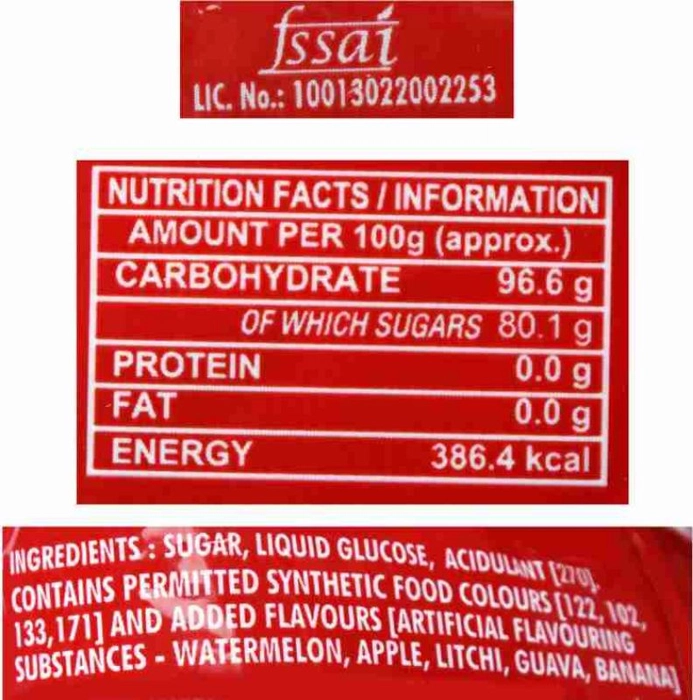 fssai
LIC. No.: 10013022002253
NUTRITION FACTS / INFORMATION
AMOUNT PER 100g (approx.)
CARBOHYDRATE 96.6 g
OF WHICH SUGARS 80.1 g
PROTEIN 0.0 g
FAT 0.0 g
ENERGY 386.4 kcal
INGREDIENTS : SUGAR, LIQUID GLUCOSE, ACIDULANT [270].
CONTAINS PERMITTED SYNTHETIC FOOD COLOURS [122, 102,
133,171] AND ADDED FLAVOURS [ARTIFICIAL FLAVOURING
SUBSTANCES - WATERMELON, APPLE, LITCHI, GUAVA, BANANA]